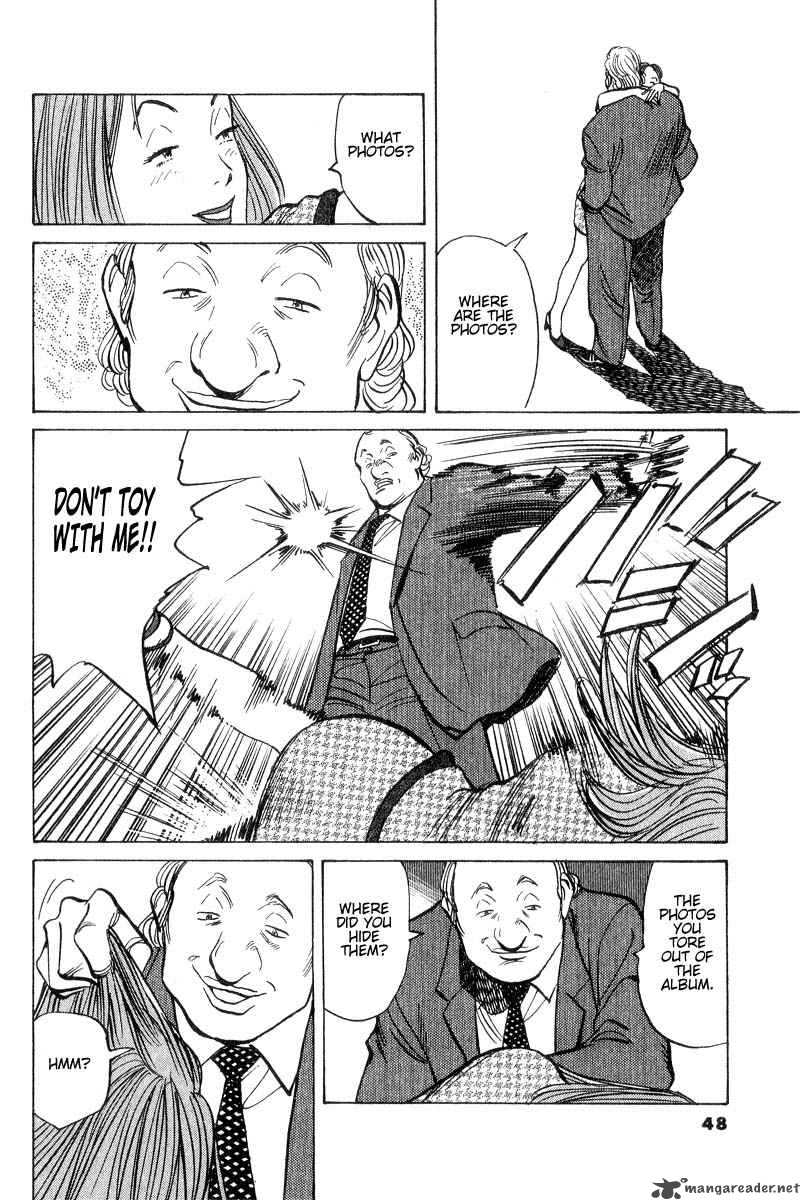 WHERE
ARE THE
PHOTOS?
WHAT
PHOTOS?
DON'T TOY
WITH ME!!
THE
PHOTOS
YOU
TORE
OUT OF
THE
ALBUM.
WHERE
DID YOU
HIDE
THEM?
HMM?
48
mangareader.net